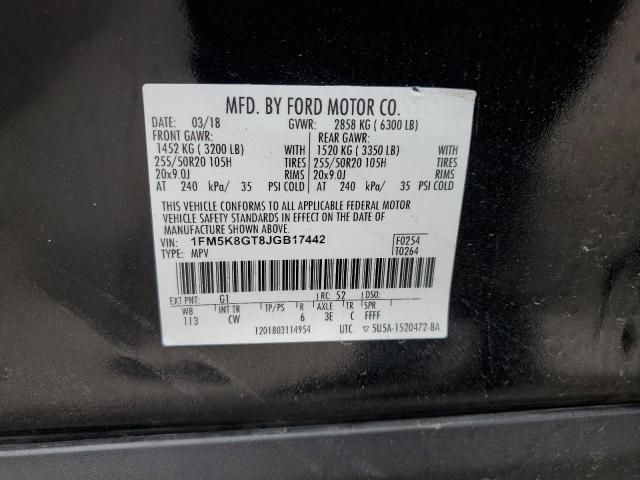 MFD. BY FORD MOTOR CO.
DATE: 03/18 GVWR: 2858 KG ( 6300 LB)
FRONT GAWR: REAR GAWR:
1452 KG ( 3200 LB) WITH 1520 KG ( 3350 LB) WITH
255/50R20 105H TIRES 255/50R20 105H TIRES
20x9.0J RIMS 20x9.0J RIMS
AT 240 kPa/ 35 PSI COLD AT 240 kPa/ 35 PSI COLD
THIS VEHICLE CONFORMS TO ALL APPLICABLE FEDERAL MOTOR
VEHICLE SAFETY STANDARDS IN EFFECT ON THE DATE OF
MANUFACTURE SHOWN ABOVE.
VIN: 1FM5K8GT8JGB17442 F0254
TYPE: MPV T0264
EXT PNT: G1 RC: 52 DSO:
WB INT TR TP/PS R AXLE TR SPR
113 CW 6 3E C FFFF
1201803114954 UTC ▽ 5U5A-1520472-BA